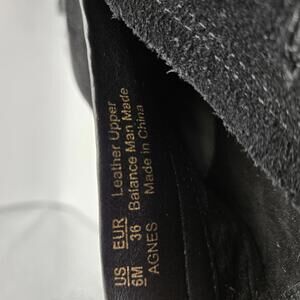 US EUR Leather Upper
6M 36 Balance Man Made
AGNES Made in China